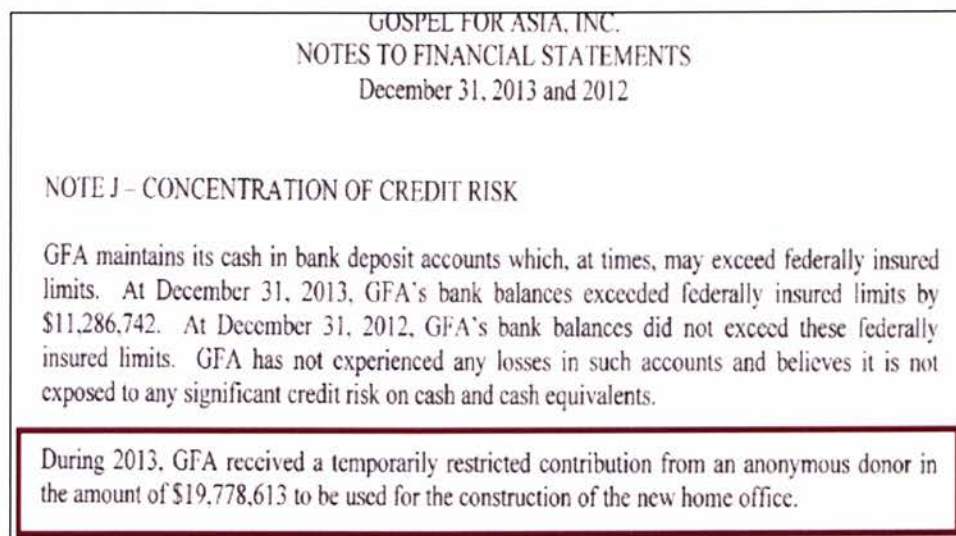 GOSPEL FOR ASIA, INC.
NOTES TO FINANCIAL STATEMENTS
December 31, 2013 and 2012
NOTE J – CONCENTRATION OF CREDIT RISK
GFA maintains its cash in bank deposit accounts which, at times, may exceed federally insured
limits. At December 31, 2013, GFA's bank balances exceeded federally insured limits by
$11,286,742. At December 31, 2012, GFA's bank balances did not exceed these federally
insured limits. GFA has not experienced any losses in such accounts and believes it is not
exposed to any significant credit risk on cash and cash equivalents.
During 2013, GFA received a temporarily restricted contribution from an anonymous donor in
the amount of $19,778,613 to be used for the construction of the new home office.